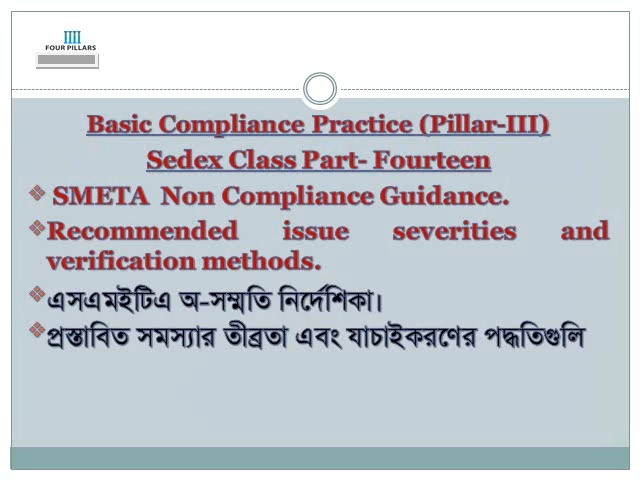 FOUR PILLARS
Basic Compliance Practice (Pillar-III)
Sedex Class Part- Fourteen
❖ SMETA Non Compliance Guidance.
❖Recommended issue severities and
verification methods.
❖এসএমইটিএ অ-সম্মতি নির্দেশিকা।
❖প্রস্তাবিত সমস্যার তীব্রতা এবং যাচাইকরণের পদ্ধতিগুলি